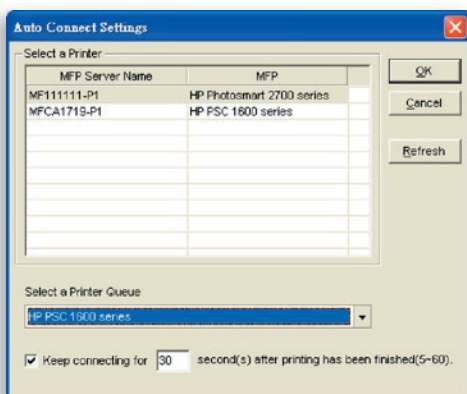 Auto Connect Settings
Select a Printer
MFP Server Name MFP
MF111111-P1 HP Photosmart 2700 series
MFCA1719-P1 HP PSC 1600 series
OK
Cancel
Refresh
Select a Printer Queue
HP PSC 1600 series
Keep connecting for 30 second(s) after printing has been finished(5~60).